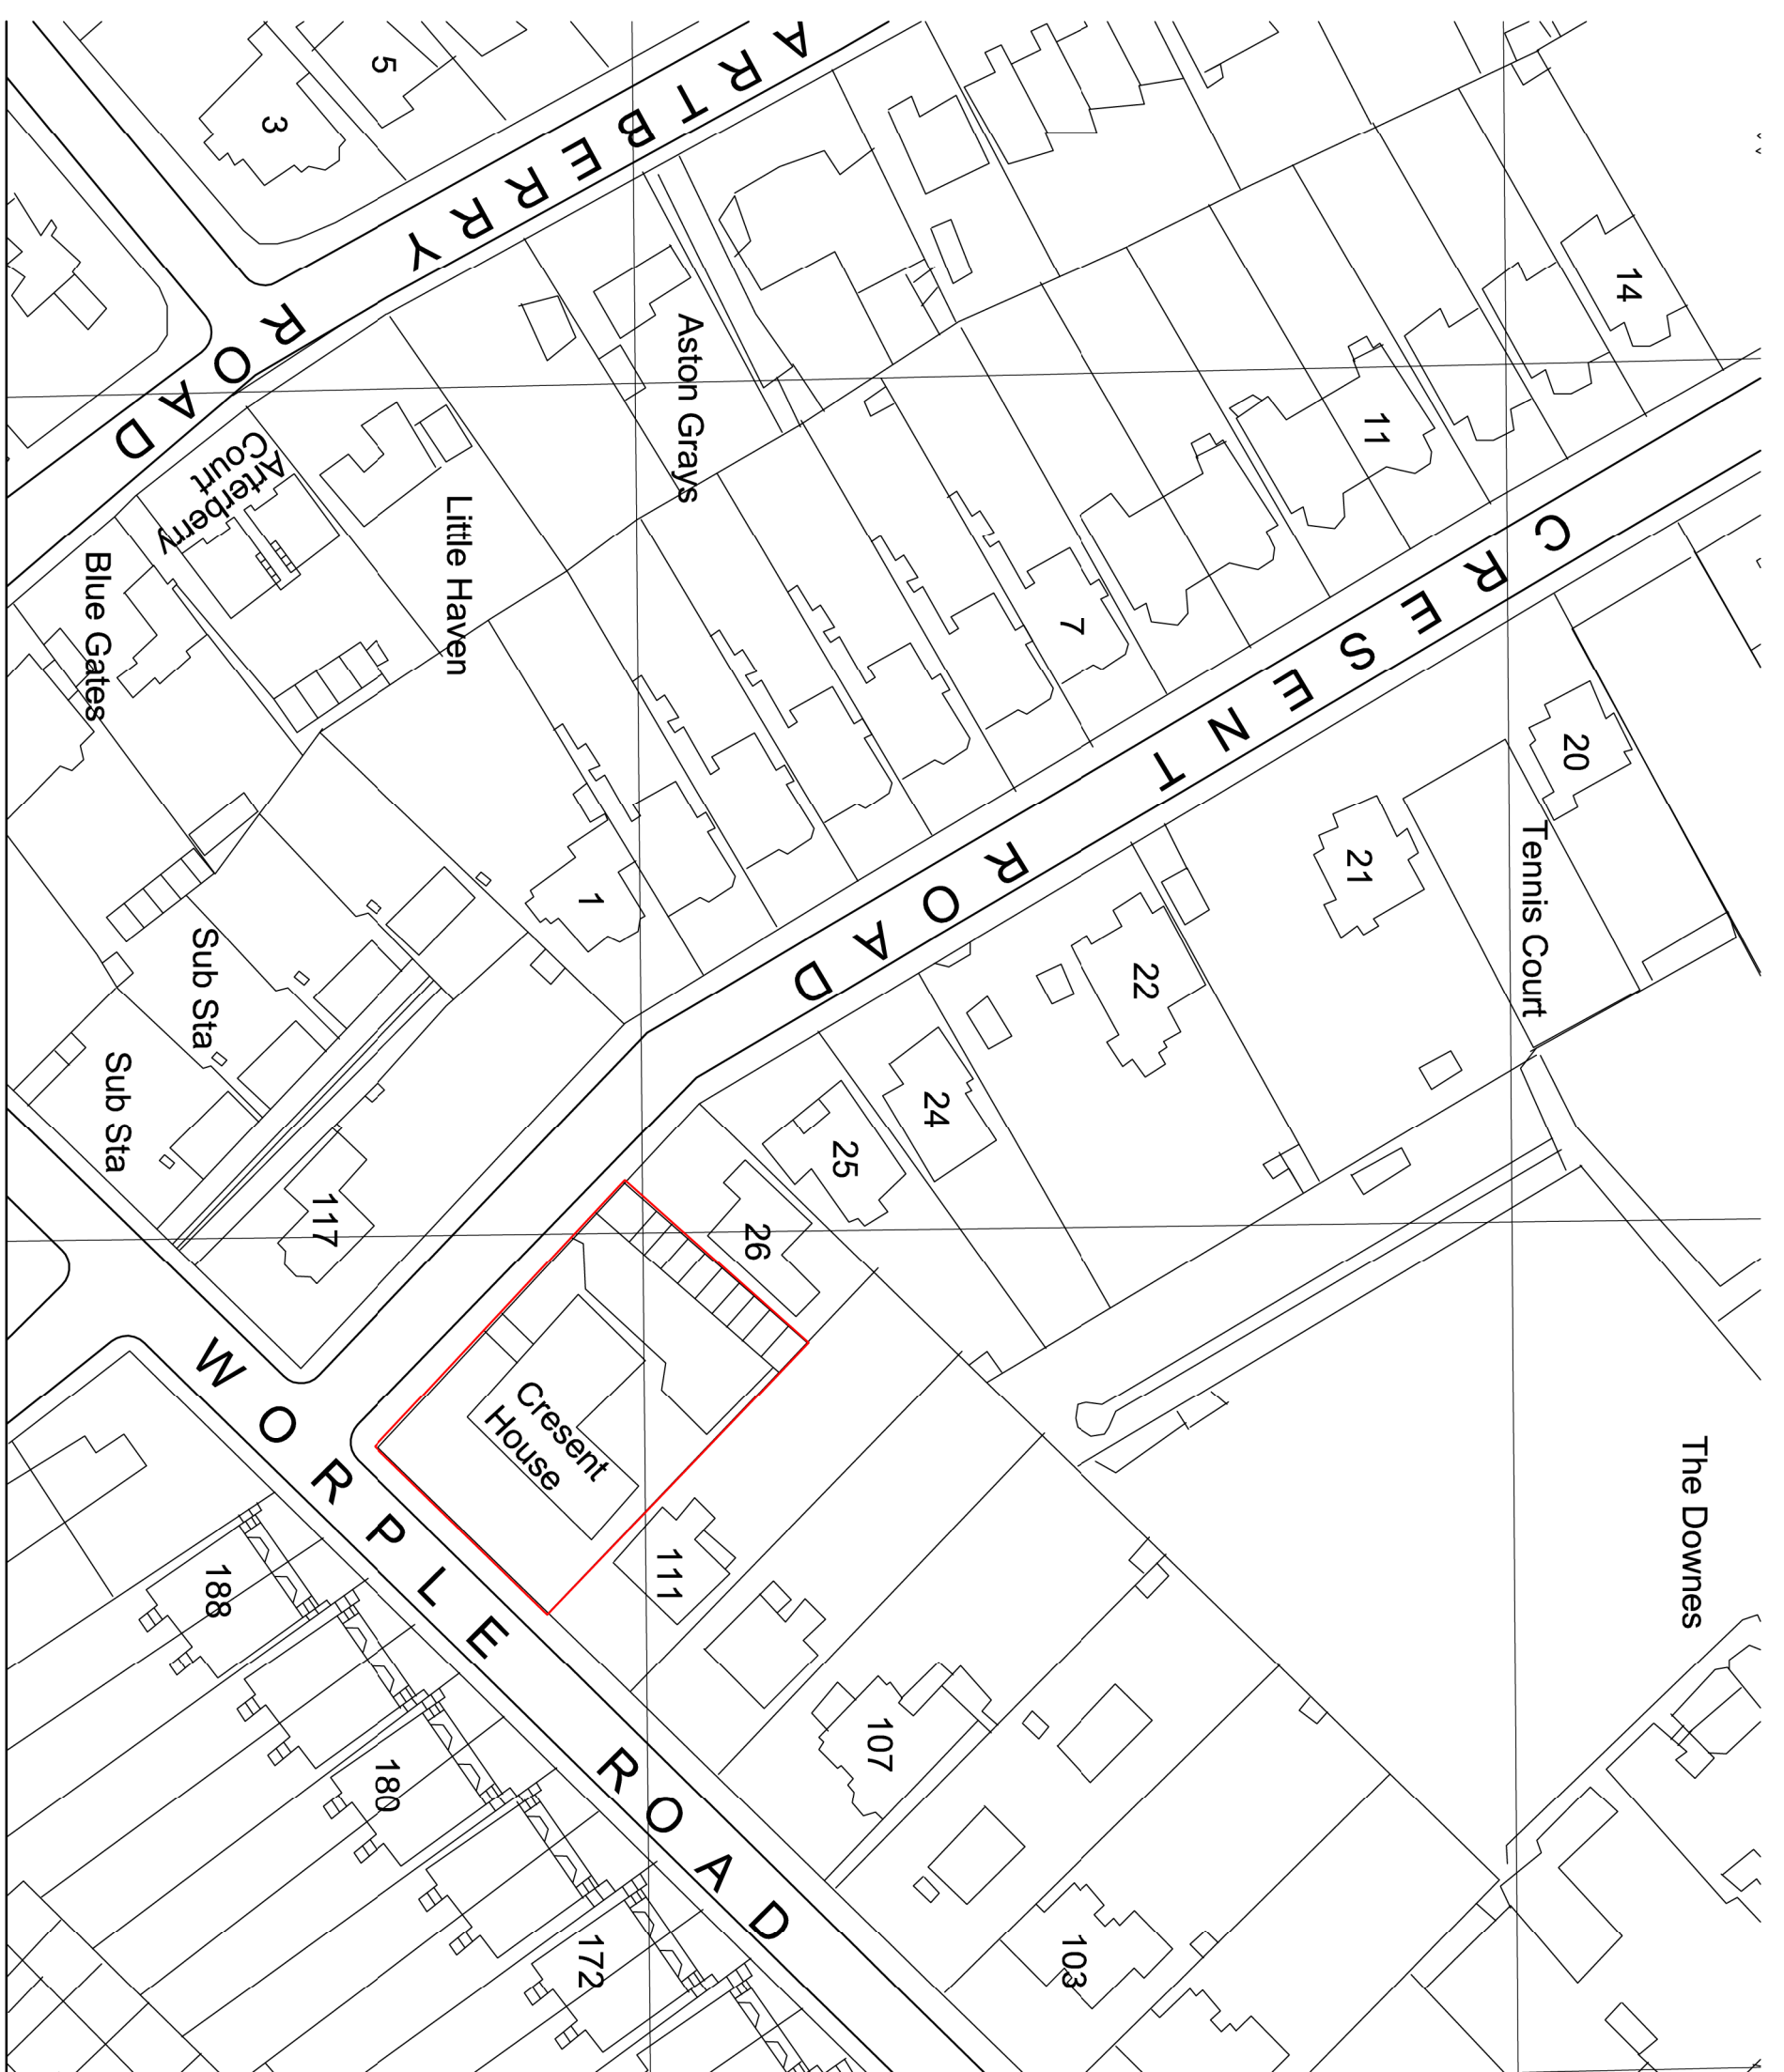 ARTBERRY
ROAD
5
3
14
11
7
1
Aston Grays
Little Haven
Arterberry
Court
Blue Gates
CRESENT
ROAD
20
21
22
24
25
26
Tennis Court
Sub Sta
Sub Sta
117
Cresent
House
111
107
103
The Downes
WORPLE
ROAD
188
180
172